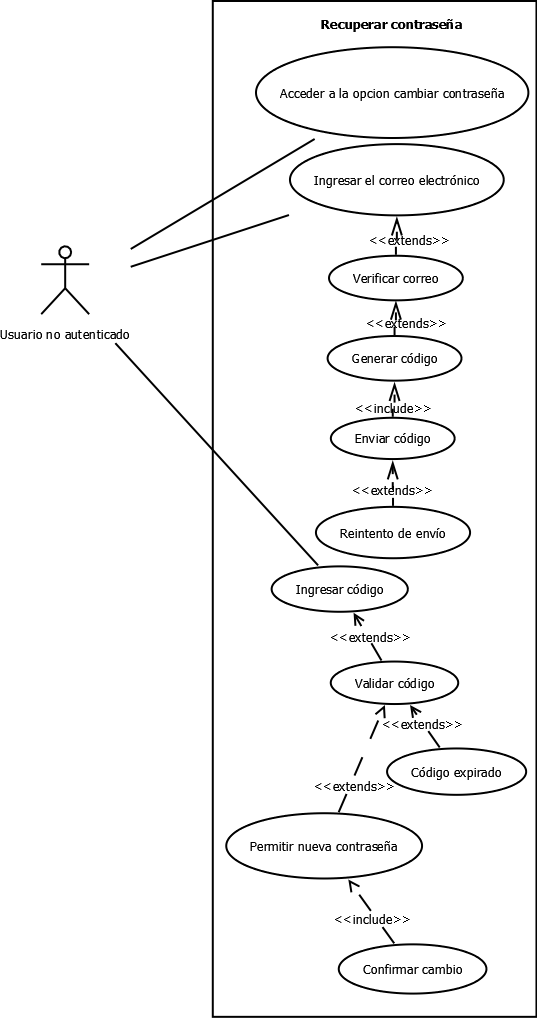 Recuperar contraseña
Acceder a la opcion cambiar contraseña
Ingresar el correo electrónico
<<extends>>
Verificar correo
<<extends>>
Usuario no autenticado
Generar código
<<include>>
Enviar código
<<extends>>
Reintento de envío
Ingresar código
<<extends>>
Validar código
<<extends>>
Código expirado
<<extends>>
Permitir nueva contraseña
<<include>>
Confirmar cambio